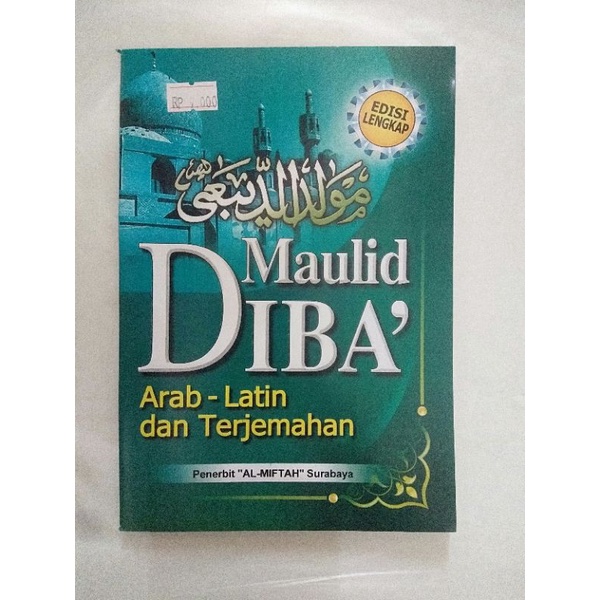 EDISI
LENGKAP
مولد الديبعي
Maulid
DIBA'
Arab - Latin
dan Terjemahan
Penerbit "AL-MIFTAH" Surabaya